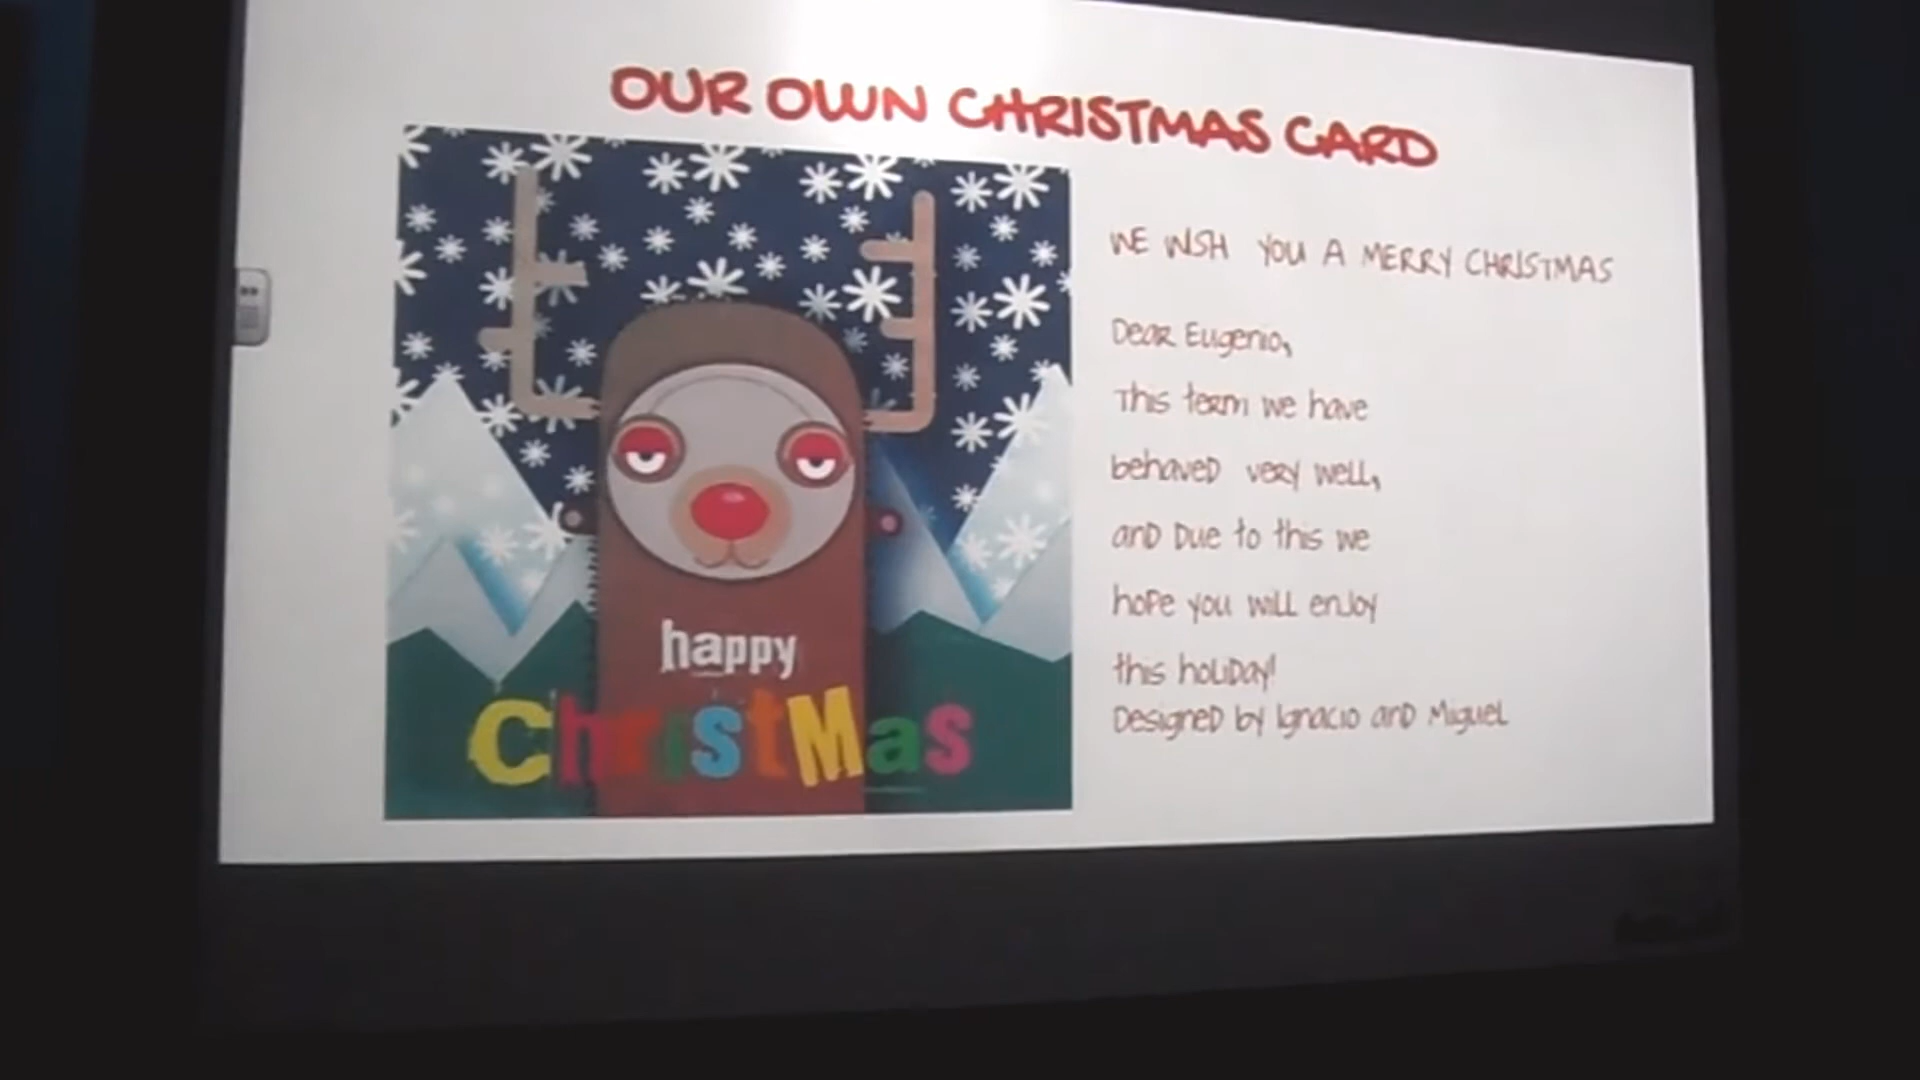 OUR OWN CHRISTMAS CARD
WE WISH YOU A MERRY CHRISTMAS
Dear Eugenio,
This term we have
behaved very well,
and due to this we
hope you will enjoy
this holiday!
Designed by Ignacio and Miguel
happy
christMas